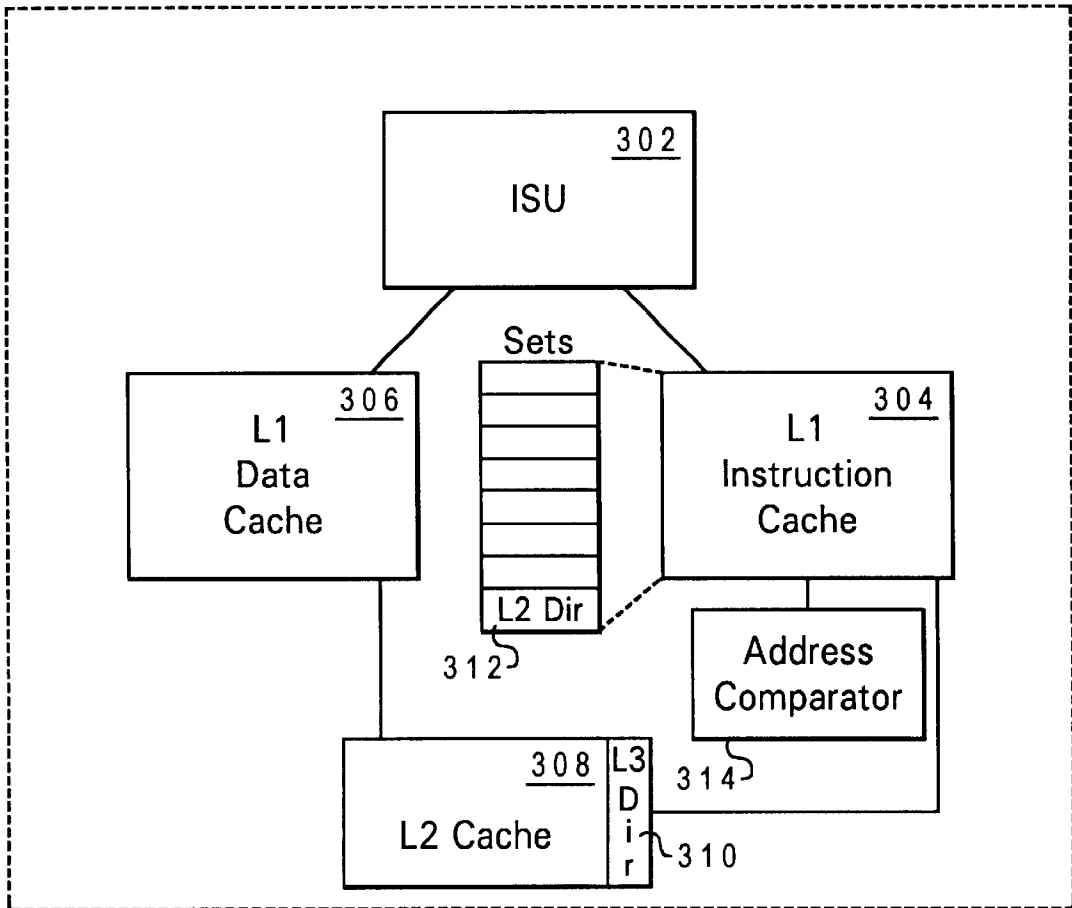 302
ISU
Sets
306
L1
Data
Cache
304
L1
Instruction
Cache
L2 Dir
312
Address
Comparator
314
308
L2 Cache
L3
D
i
r
310